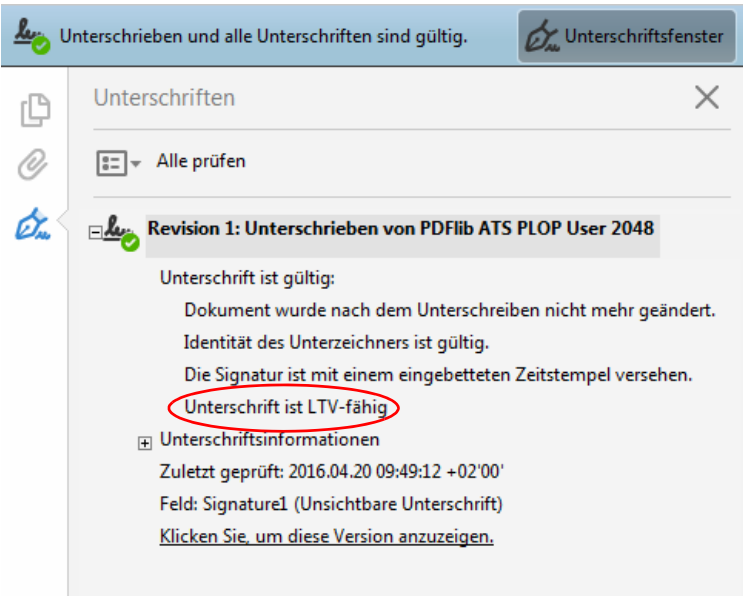 Unterschrieben und alle Unterschriften sind gültig.
Unterschriftsfenster
Unterschriften
Alle prüfen
Revision 1: Unterschrieben von PDFlib ATS PLOP User 2048
Unterschrift ist gültig:
Dokument wurde nach dem Unterschreiben nicht mehr geändert.
Identität des Unterzeichners ist gültig.
Die Signatur ist mit einem eingebetteten Zeitstempel versehen.
Unterschrift ist LTV-fähig
Unterschriftsinformationen
Zuletzt geprüft: 2016.04.20 09:49:12 +02'00'
Feld: Signature1 (Unsichtbare Unterschrift)
Klicken Sie, um diese Version anzuzeigen.